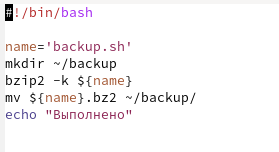 #!/bin/bash
name='backup.sh'
mkdir ~/backup
bzip2 -k ${name}
mv ${name}.bz2 ~/backup/
echo "Выполнено"